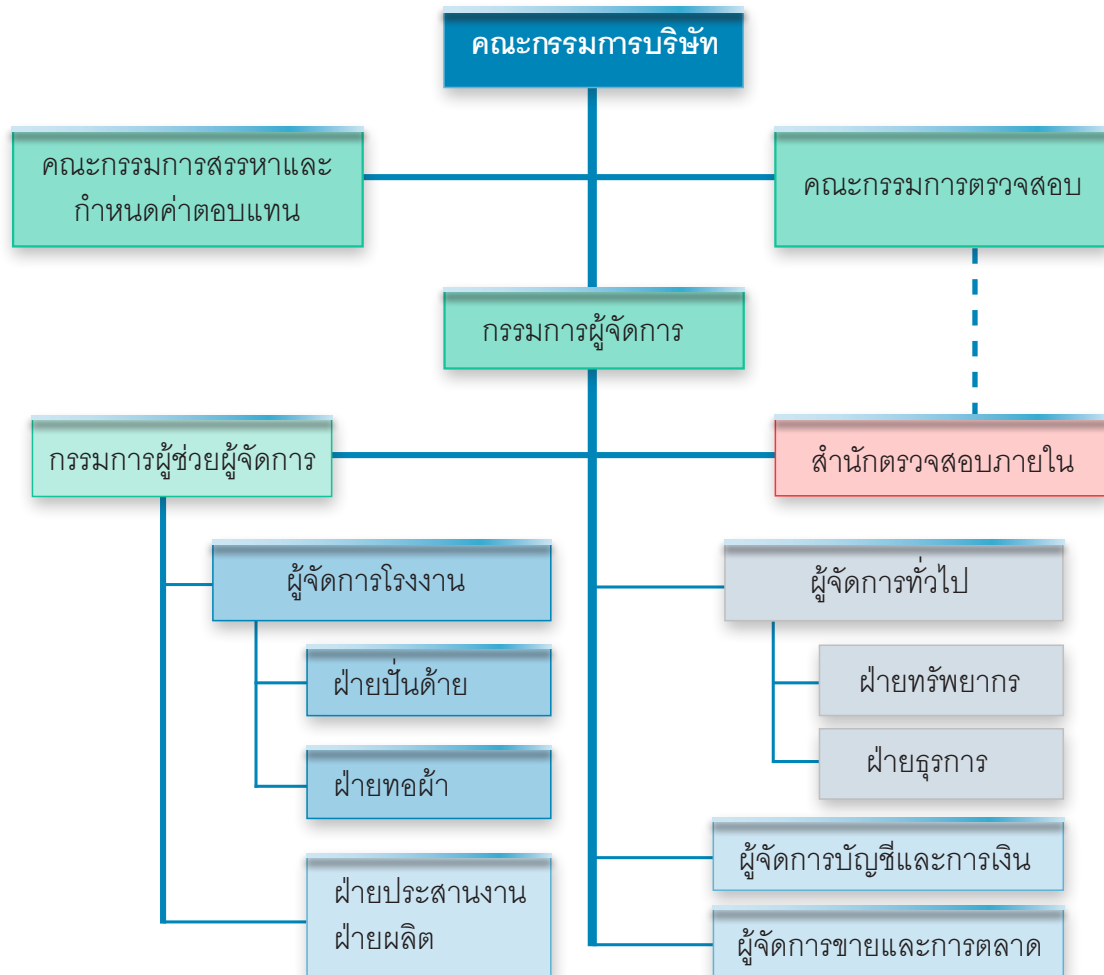 คณะกรรมการบริษัท
คณะกรรมการสรรหาและ
กำหนดค่าตอบแทน
คณะกรรมการตรวจสอบ
กรรมการผู้จัดการ
กรรมการผู้ช่วยผู้จัดการ
สำนักตรวจสอบภายใน
ผู้จัดการโรงงาน
ผู้จัดการทั่วไป
ฝ่ายปั่นด้าย
ฝ่ายทรัพยากร
ฝ่ายทอผ้า
ฝ่ายธุรการ
ฝ่ายประสานงาน
ฝ่ายผลิต
ผู้จัดการบัญชีและการเงิน
ผู้จัดการขายและการตลาด